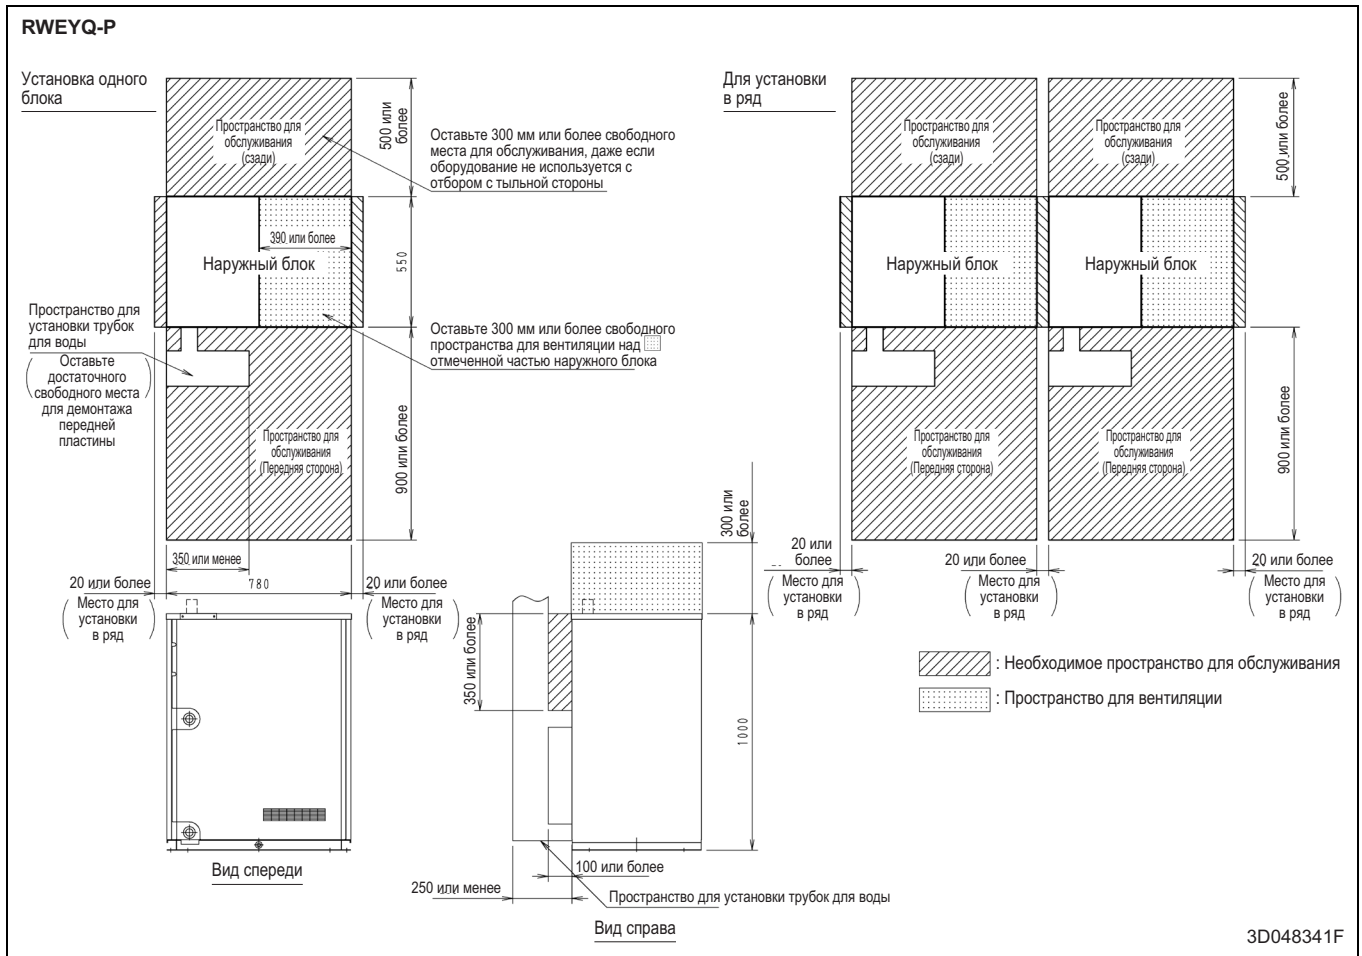 RWEYQ-P
Установка одного
блока
Пространство для
обслуживания
(сзади)
500 или
более
Оставьте 300 мм или более свободного
места для обслуживания, даже если
оборудование не используется с
отбором с тыльной стороны
390 или более
Наружный блок
550
Пространство для
установки трубок
для воды
(Оставьте
достаточного
свободного места
для демонтажа
передней
пластины)
Оставьте 300 мм или более свободного
пространства для вентиляции над
отмеченной частью наружного блока
Пространство для
обслуживания
(Передняя сторона)
900 или более
350 или менее
780
20 или более
(Место для
установки
в ряд)
20 или более
(Место для
установки
в ряд)
Вид спереди
300 или
более
350 или более
1000
100 или более
250 или менее
Пространство для установки трубок для воды
Вид справа
Для установки
в ряд
Пространство для
обслуживания
(сзади)
Пространство для
обслуживания
(сзади)
500 или более
Наружный блок
Наружный блок
Пространство для
обслуживания
(Передняя сторона)
Пространство для
обслуживания
(Передняя сторона)
900 или более
20 или
более
(Место для
установки
в ряд)
20 или более
(Место для
установки
в ряд)
20 или более
(Место для
установки
в ряд)
: Необходимое пространство для обслуживания
: Пространство для вентиляции
3D048341F